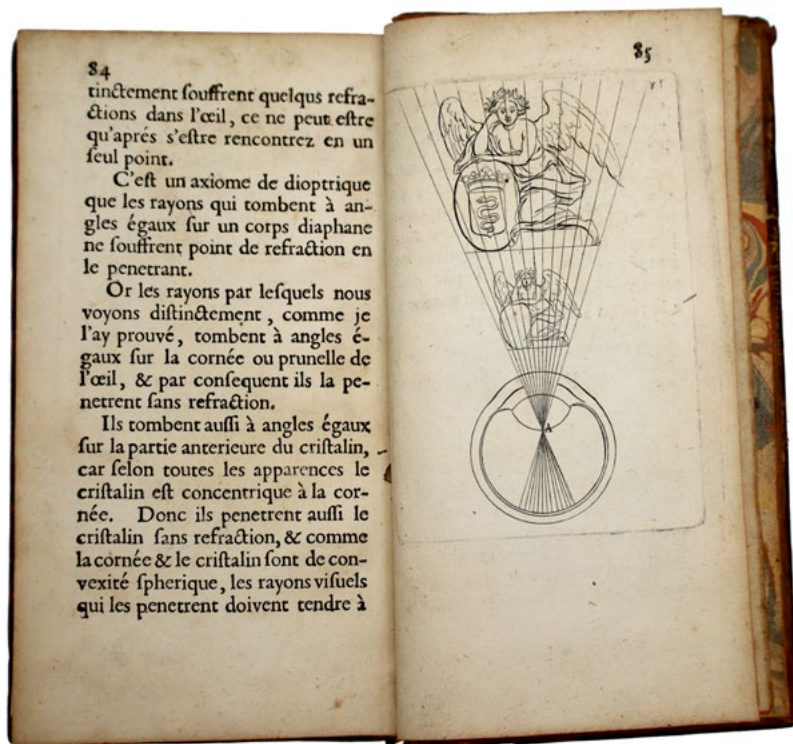 84
tinctement ſouffrent quelqus refra-
ctions dans l'œil, ce ne peut eſtre
qu'aprés s'eſtre rencontrez en un
ſeul point.
C'eſt un axiome de dioptrique
que les rayons qui tombent à an-
gles égaux ſur un corps diaphane
ne ſouffrent point de refraction en
le penetrant.
Or les rayons par leſquels nous
voyons diſtinctement, comme je
l'ay prouvé, tombent à angles é-
gaux ſur la cornée ou prunelle de
l'œil, & par conſequent ils la pe-
netrent ſans refraction.
Ils tombent auſſi à angles égaux
ſur la partie anterieure du criſtalin,
car ſelon toutes les apparences le
criſtalin eſt concentrique à la cor-
née. Donc ils penetrent auſſi le
criſtalin ſans refraction, & comme
la cornée & le criſtalin ſont de con-
vexité ſpherique, les rayons viſuels
qui les penetrent doivent tendre à
85
85
A